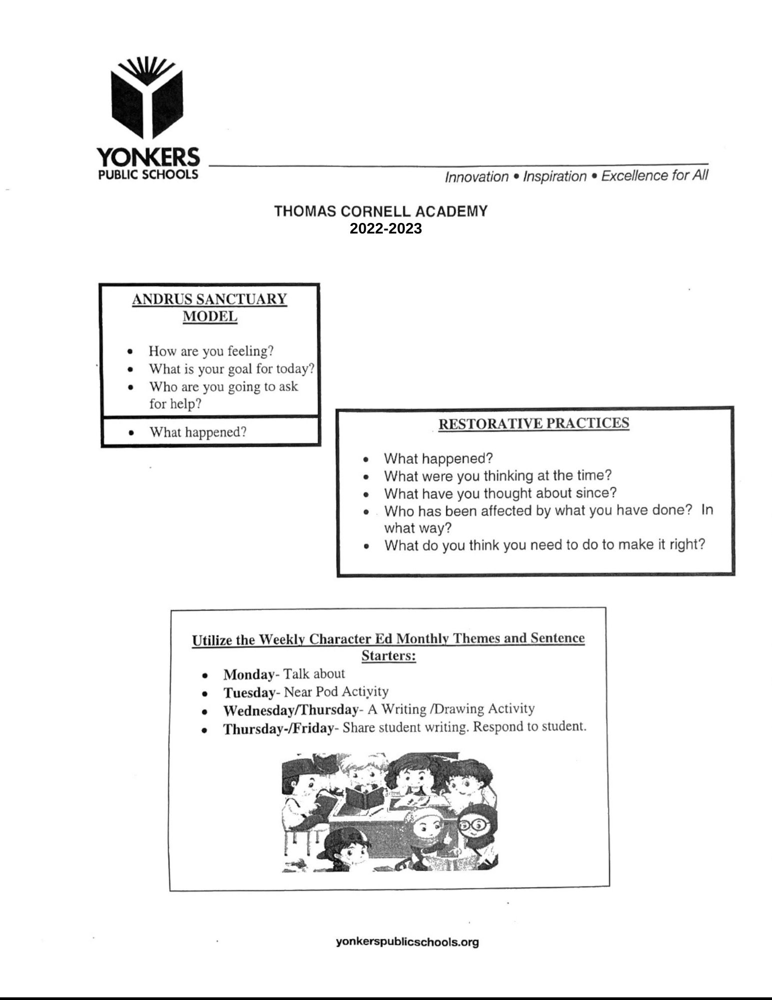 YONKERS
PUBLIC SCHOOLS
Innovation • Inspiration • Excellence for All
THOMAS CORNELL ACADEMY
2022-2023
ANDRUS SANCTUARY
MODEL
• How are you feeling?
• What is your goal for today?
• Who are you going to ask
for help?
• What happened?
RESTORATIVE PRACTICES
• What happened?
• What were you thinking at the time?
• What have you thought about since?
• Who has been affected by what you have done? In
what way?
• What do you think you need to do to make it right?
Utilize the Weekly Character Ed Monthly Themes and Sentence
Starters:
• Monday- Talk about
• Tuesday- Near Pod Activity
• Wednesday/Thursday- A Writing /Drawing Activity
• Thursday-/Friday- Share student writing. Respond to student.
yonkerspublicschools.org